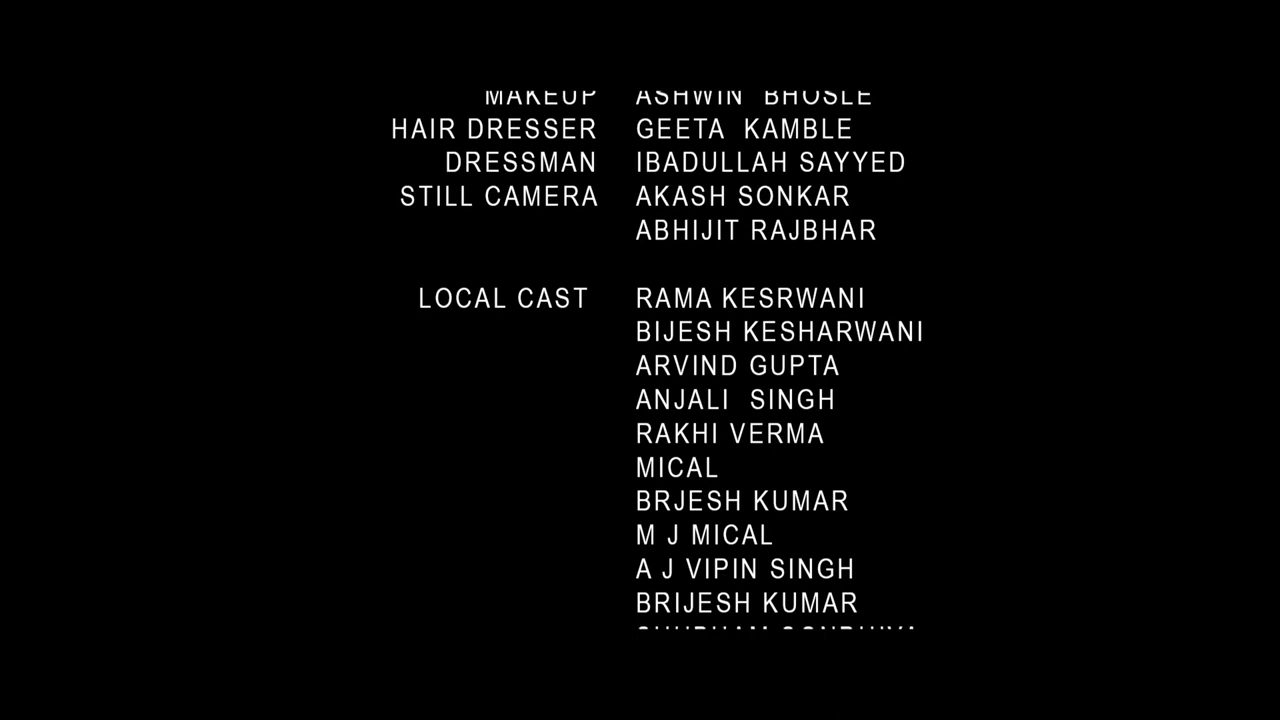 MAKEUP ASHWIN BHOSLE
HAIR DRESSER GEETA KAMBLE
DRESSMAN IBADULLAH SAYYED
STILL CAMERA AKASH SONKAR
ABHIJIT RAJBHAR
LOCAL CAST RAMA KESRWANI
BIJESH KESHARWANI
ARVIND GUPTA
ANJALI SINGH
RAKHI VERMA
MICAL
BRJESH KUMAR
M J MICAL
A J VIPIN SINGH
BRIJESH KUMAR